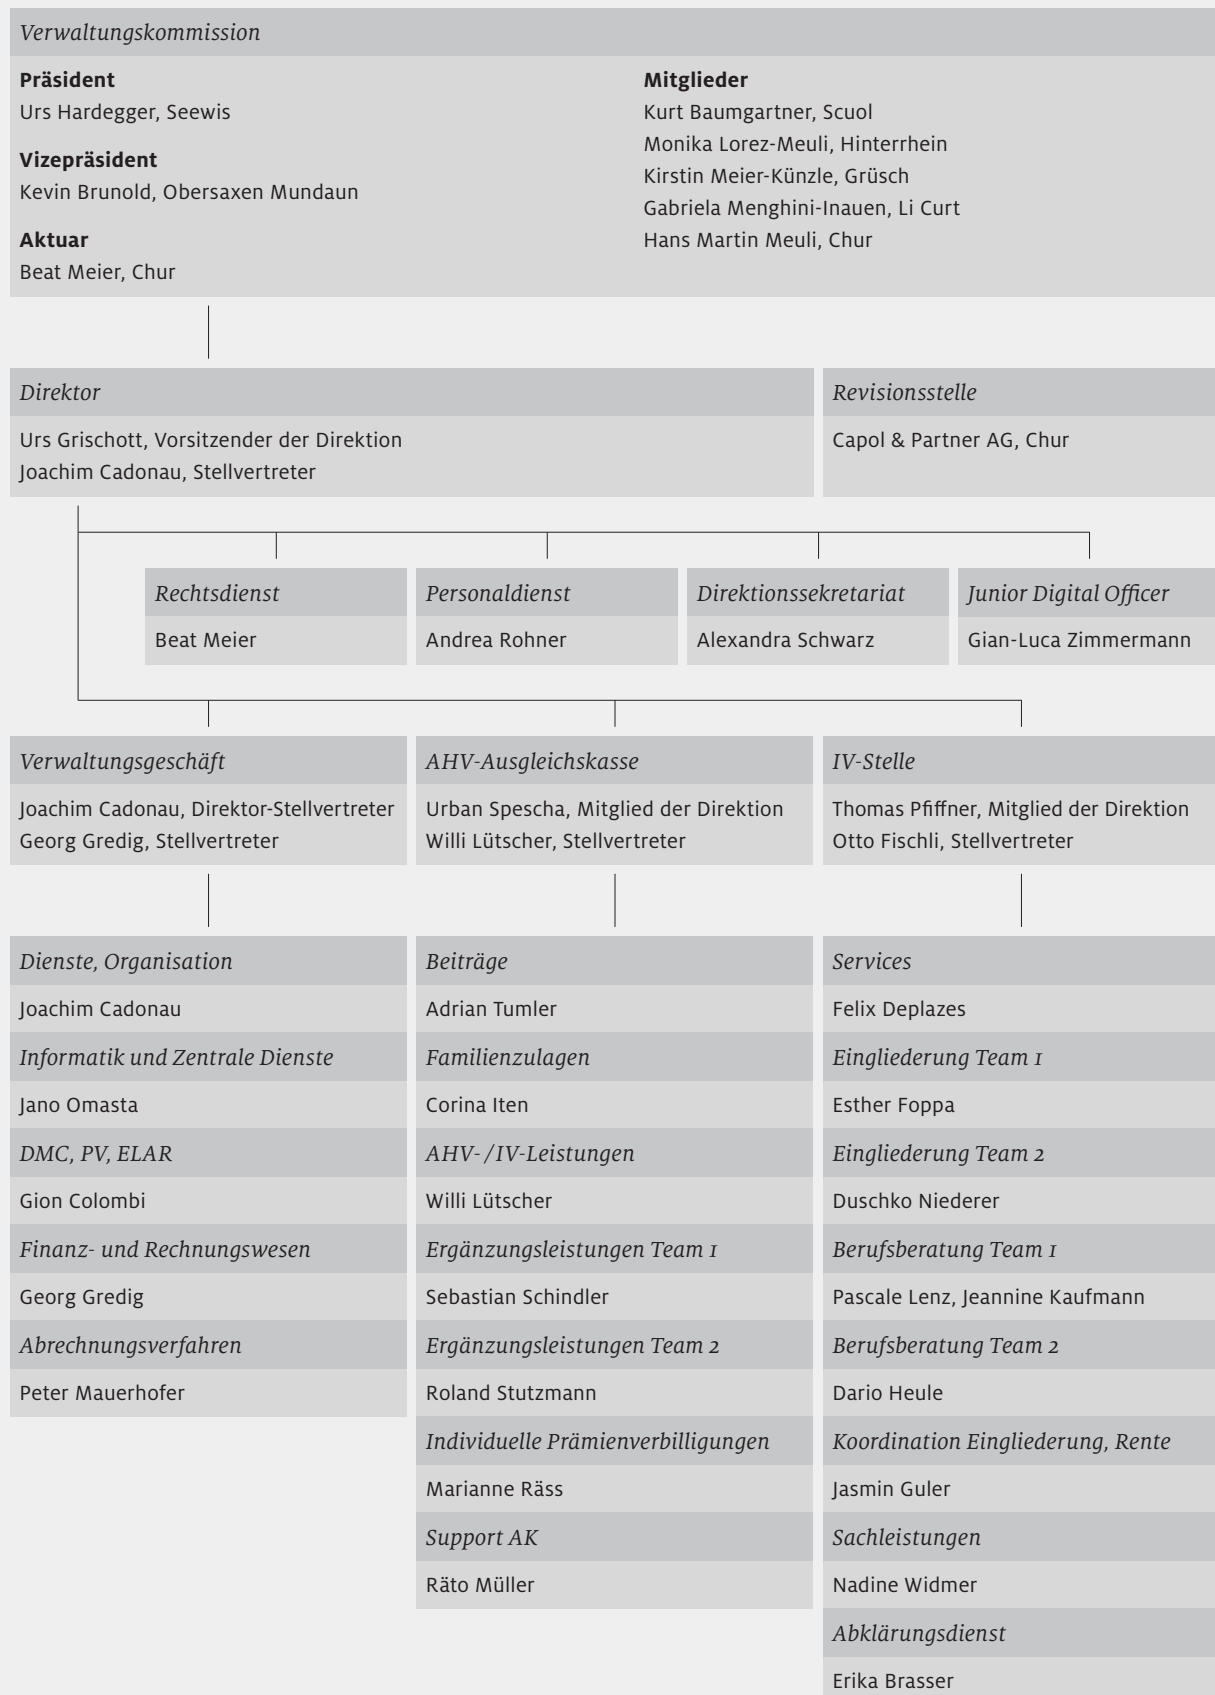 Verwaltungskommission
Präsident
Urs Hardegger, Seewis
Vizepräsident
Kevin Brunold, Obersaxen Mundaun
Aktuar
Beat Meier, Chur
Mitglieder
Kurt Baumgartner, Scuol
Monika Lorez-Meuli, Hinterrhein
Kirstin Meier-Künzle, Grüsch
Gabriela Menghini-Inauen, Li Curt
Hans Martin Meuli, Chur
Direktor
Urs Grischott, Vorsitzender der Direktion
Joachim Cadonau, Stellvertreter
Revisionsstelle
Capol & Partner AG, Chur
Rechtsdienst
Beat Meier
Personaldienst
Andrea Rohner
Direktionssekretariat
Alexandra Schwarz
Junior Digital Officer
Gian-Luca Zimmermann
Verwaltungsgeschäft
Joachim Cadonau, Direktor-Stellvertreter
Georg Gredig, Stellvertreter
AHV-Ausgleichskasse
Urban Spescha, Mitglied der Direktion
Willi Lütscher, Stellvertreter
IV-Stelle
Thomas Pfiffner, Mitglied der Direktion
Otto Fischli, Stellvertreter
Dienste, Organisation
Joachim Cadonau
Informatik und Zentrale Dienste
Jano Omasta
DMC, PV, ELAR
Gion Colombi
Finanz- und Rechnungswesen
Georg Gredig
Abrechnungsverfahren
Peter Mauerhofer
Beiträge
Adrian Tumler
Familienzulagen
Corina Iten
AHV-/IV-Leistungen
Willi Lütscher
Ergänzungsleistungen Team 1
Sebastian Schindler
Ergänzungsleistungen Team 2
Roland Stutzmann
Individuelle Prämienverbilligungen
Marianne Räss
Support AK
Räto Müller
Services
Felix Deplazes
Eingliederung Team 1
Esther Foppa
Eingliederung Team 2
Duschko Niederer
Berufsberatung Team 1
Pascale Lenz, Jeannine Kaufmann
Berufsberatung Team 2
Dario Heule
Koordination Eingliederung, Rente
Jasmin Guler
Sachleistungen
Nadine Widmer
Abklärungsdienst
Erika Brasser